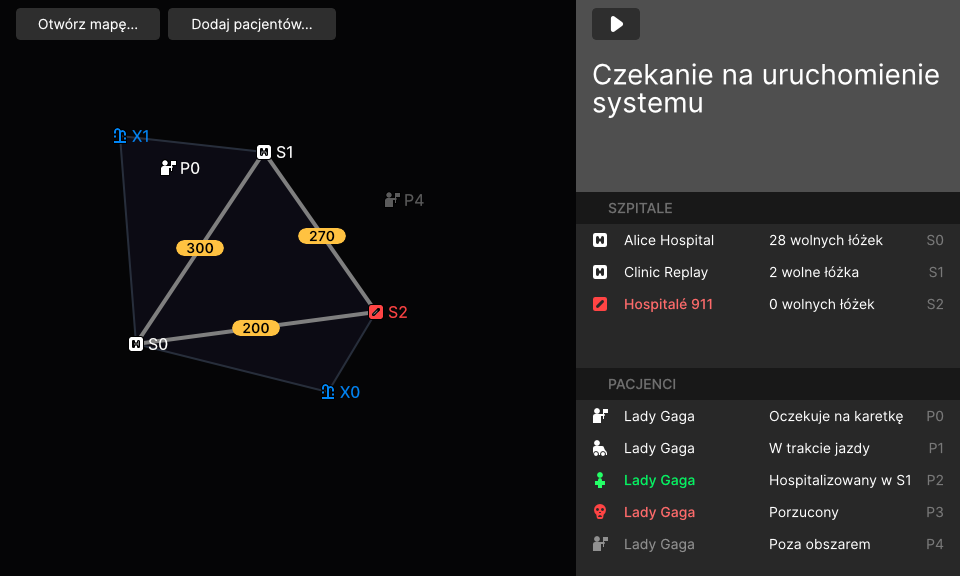 Otwórz mapę...
Dodaj pacjentów...
X1
S1
P0
P4
300
270
200
S2
S0
X0
Czekanie na uruchomienie
systemu
SZPITALE
Alice Hospital 28 wolnych łóżek S0
Clinic Replay 2 wolne łóżka S1
Hospitalé 911 0 wolnych łóżek S2
PACJENCI
Lady Gaga Oczekuje na karetkę P0
Lady Gaga W trakcie jazdy P1
Lady Gaga Hospitalizowany w S1 P2
Lady Gaga Porzucony P3
Lady Gaga Poza obszarem P4